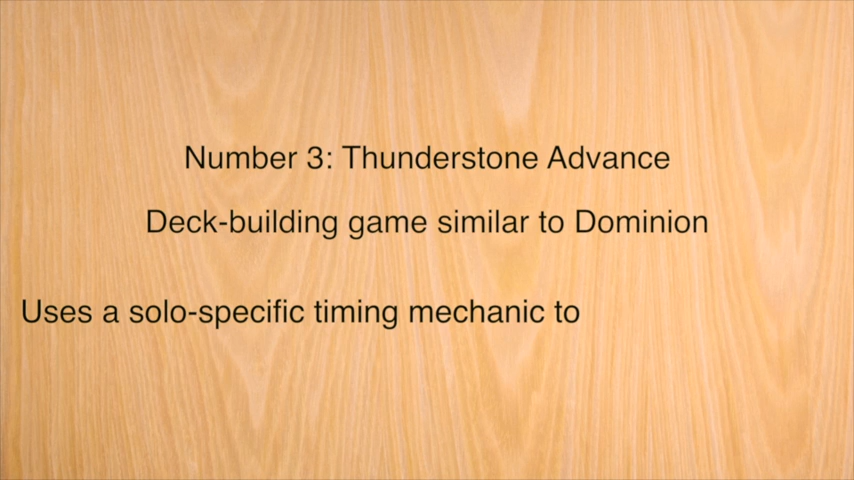 Number 3: Thunderstone Advance
Deck-building game similar to Dominion
Uses a solo-specific timing mechanic to